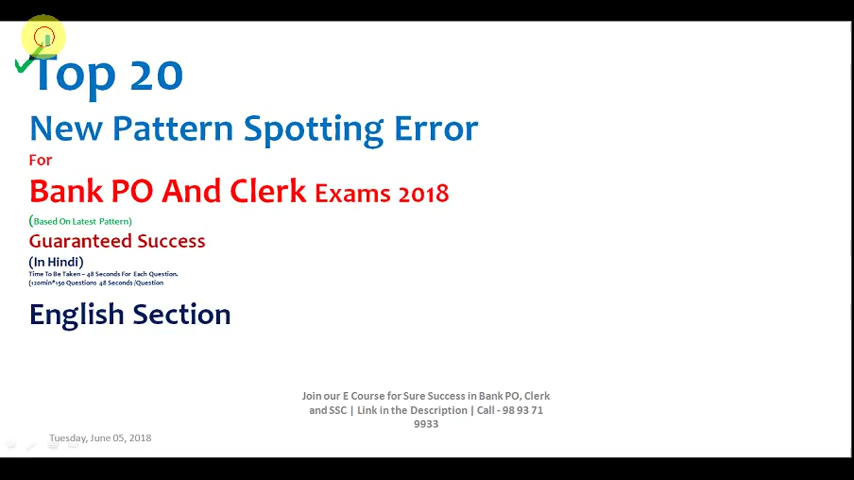 Top 20
New Pattern Spotting Error
For
Bank PO And Clerk Exams 2018
(Based On Latest Pattern)
Guaranteed Success
(In Hindi)
Time To Be Taken – 48 Seconds For Each Question.
(120min*150 Questions 48 Seconds /Question
English Section
Join our E Course for Sure Success in Bank PO, Clerk
and SSC | Link in the Description | Call - 98 93 71
9933
Tuesday, June 05, 2018